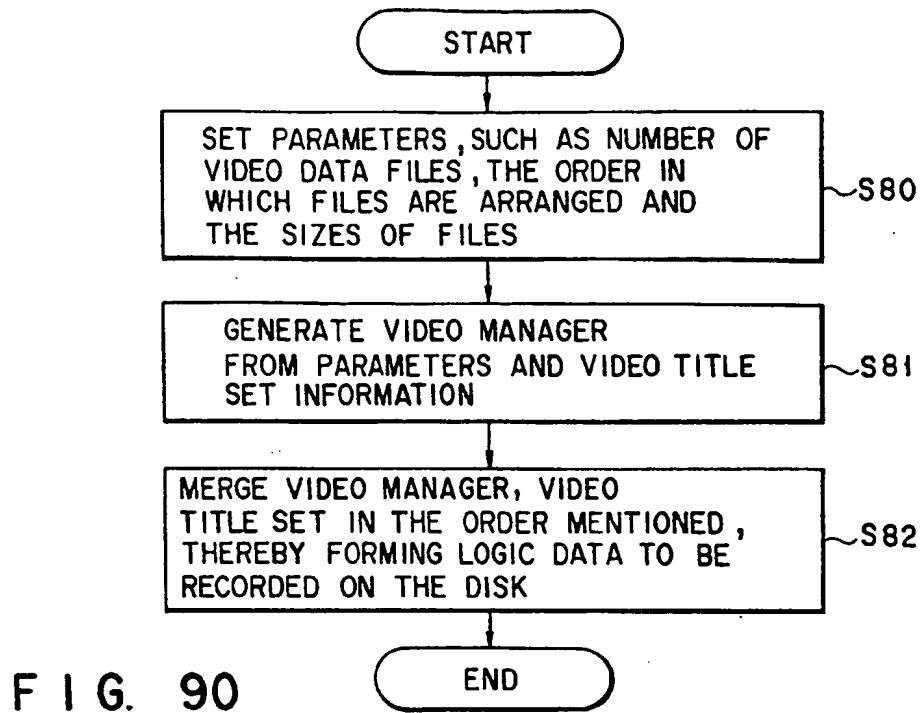 START
SET PARAMETERS, SUCH AS NUMBER OF
VIDEO DATA FILES, THE ORDER IN
WHICH FILES ARE ARRANGED AND
THE SIZES OF FILES
S80
GENERATE VIDEO MANAGER
FROM PARAMETERS AND VIDEO TITLE
SET INFORMATION
S81
MERGE VIDEO MANAGER, VIDEO
TITLE SET IN THE ORDER MENTIONED,
THEREBY FORMING LOGIC DATA TO BE
RECORDED ON THE DISK
S82
END
FIG. 90